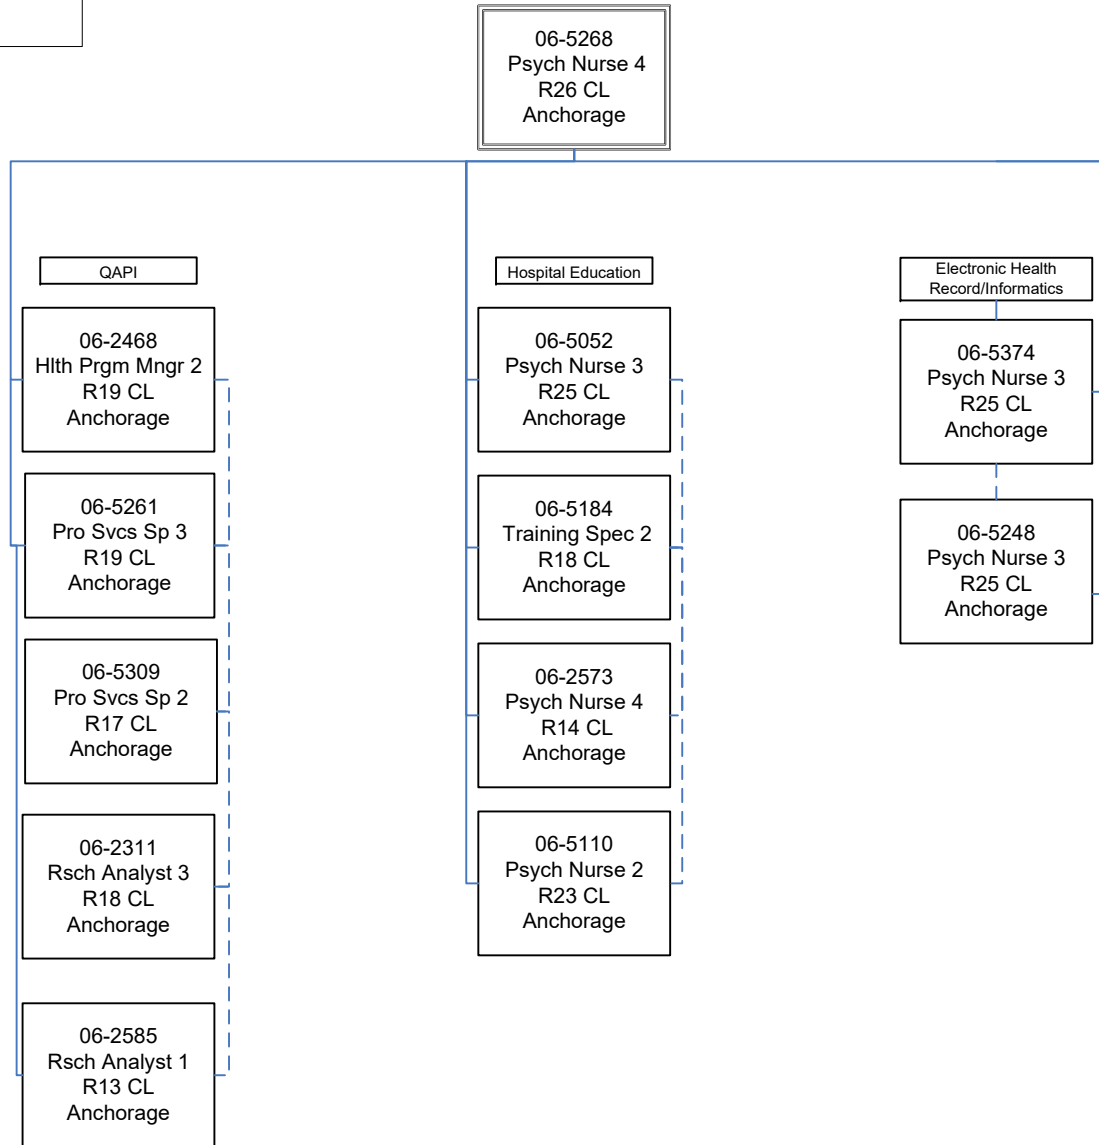 06-5268
Psych Nurse 4
R26 CL
Anchorage
QAPI
06-2468
Hlth Prgm Mngr 2
R19 CL
Anchorage
06-5261
Pro Svcs Sp 3
R19 CL
Anchorage
06-5309
Pro Svcs Sp 2
R17 CL
Anchorage
06-2311
Rsch Analyst 3
R18 CL
Anchorage
06-2585
Rsch Analyst 1
R13 CL
Anchorage
Hospital Education
06-5052
Psych Nurse 3
R25 CL
Anchorage
06-5184
Training Spec 2
R18 CL
Anchorage
06-2573
Psych Nurse 4
R14 CL
Anchorage
06-5110
Psych Nurse 2
R23 CL
Anchorage
Electronic Health
Record/Informatics
06-5374
Psych Nurse 3
R25 CL
Anchorage
06-5248
Psych Nurse 3
R25 CL
Anchorage